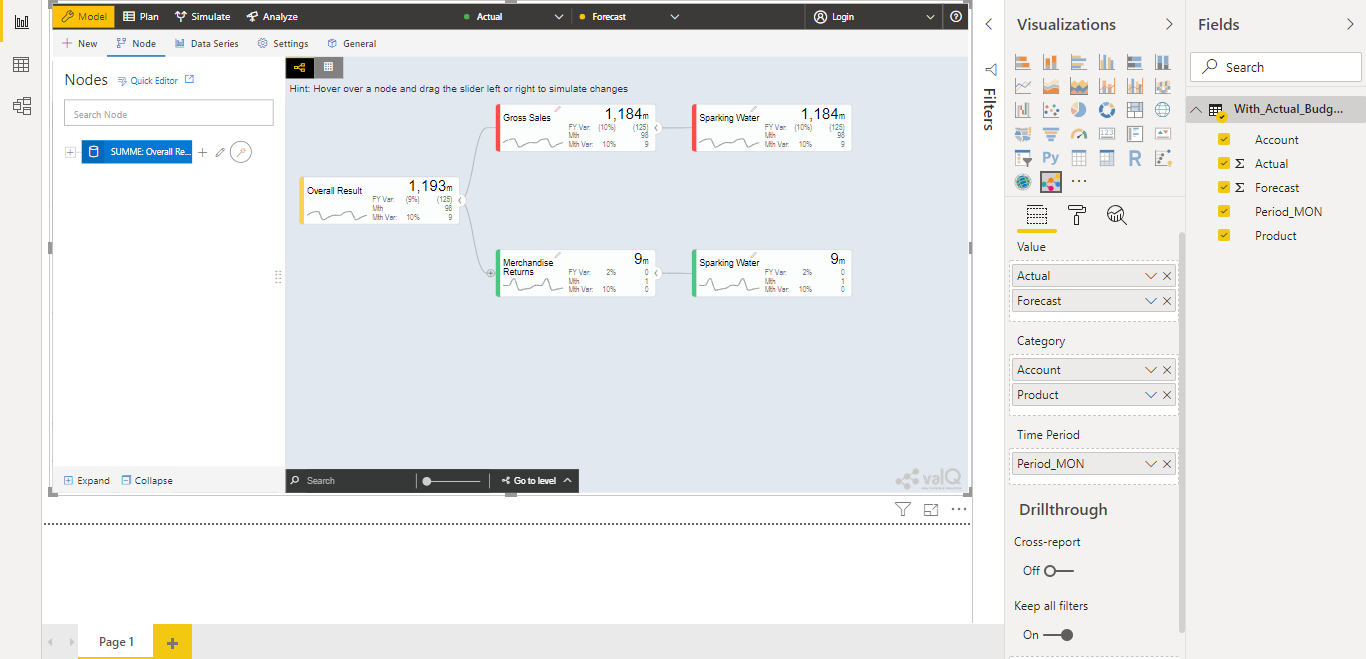 Model
Plan
Simulate
Analyze
Actual
Forecast
Login
New
Node
Data Series
Settings
General
Nodes
Quick Editor
Search Node
SUMME: Overall Re...
Expand
Collapse
Hint: Hover over a node and drag the slider left or right to simulate changes
Overall Result
1,193m
FY Var: (9%) (125)
Mth 98
Mth Var: 10% 9
Gross Sales
1,184m
FY Var: (10%) (125)
Mth 98
Mth Var: 10% 9
Sparking Water
1,184m
FY Var: (10%) (125)
Mth 98
Mth Var: 10% 9
Merchandise
Returns
9m
FY Var: 2% 0
Mth 1
Mth Var: 10% 0
Sparking Water
9m
FY Var: 2% 0
Mth 1
Mth Var: 10% 0
Search
Go to level
valQ
Page 1
Filters
Visualizations
Py
R
Value
Actual
Forecast
Category
Account
Product
Time Period
Period_MON
Drillthrough
Cross-report
Off
Keep all filters
On
Fields
Search
With_Actual_Budg...
Account
Σ Actual
Σ Forecast
Period_MON
Product